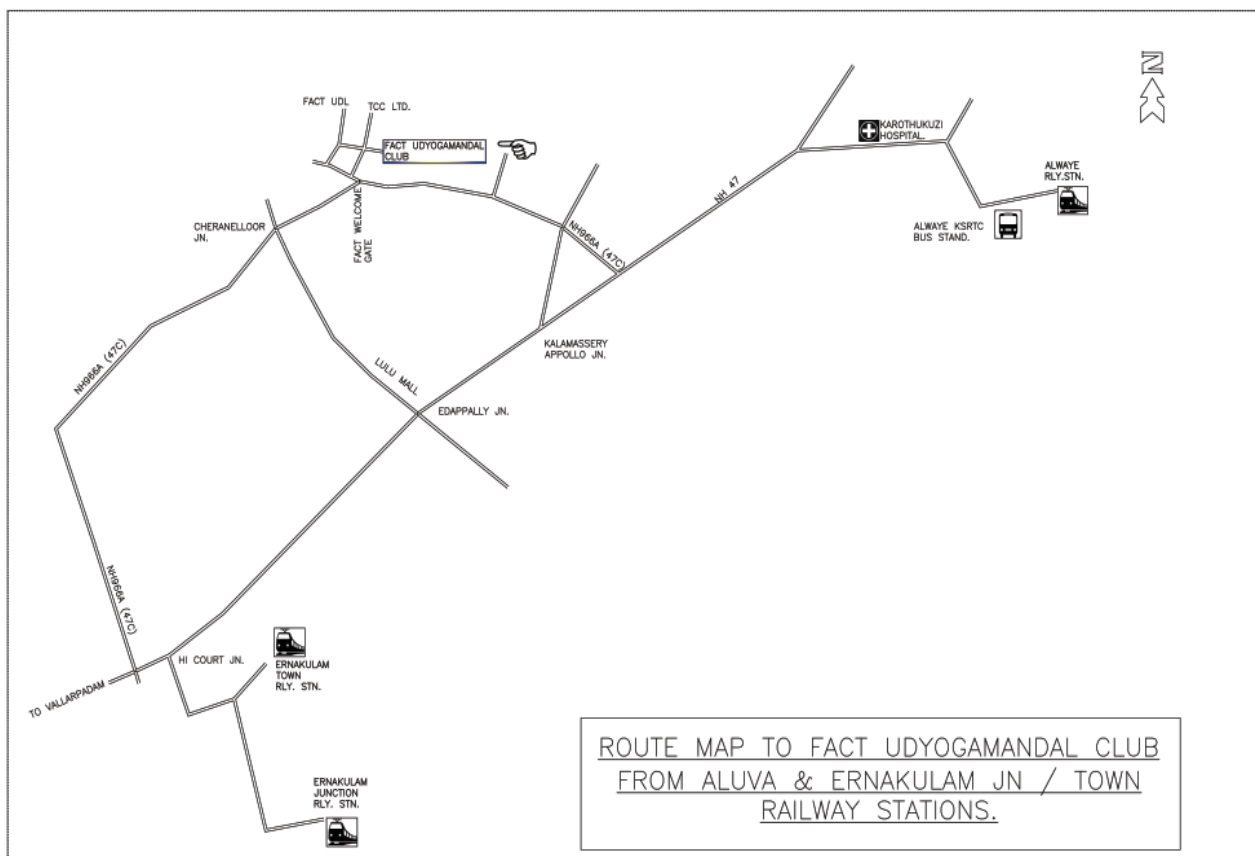 N
FACT UDL
TCC LTD.
FACT UDYOGAMANDAL
CLUB
KAROTHUKUZI
HOSPITAL.
ALWAYE
RLY.STN.
NH 47
CHERANELLOOR
JN.
FACT WELCOME
GATE
NH966A (47C)
ALWAYE KSRTC
BUS STAND.
KALAMASSERY
APPOLLO JN.
NH966A (47C)
LULU MALL
EDAPPALLY JN.
NH966A (47C)
HI COURT JN.
ERNAKULAM
TOWN
RLY. STN.
TO VALLARPADAM
ERNAKULAM
JUNCTION
RLY. STN.
ROUTE MAP TO FACT UDYOGAMANDAL CLUB
FROM ALUVA & ERNAKULAM JN / TOWN
RAILWAY STATIONS.